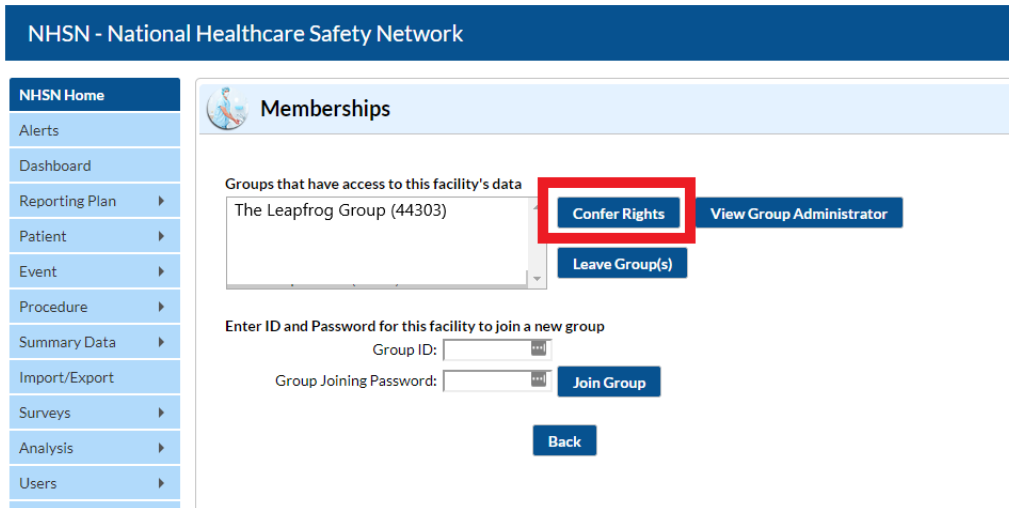 NHSN - National Healthcare Safety Network
NHSN Home
Alerts
Dashboard
Reporting Plan
Patient
Event
Procedure
Summary Data
Import/Export
Surveys
Analysis
Users
Memberships
Groups that have access to this facility's data
The Leapfrog Group (44303)
Confer Rights
View Group Administrator
Leave Group(s)
Enter ID and Password for this facility to join a new group
Group ID:
Group Joining Password:
Join Group
Back